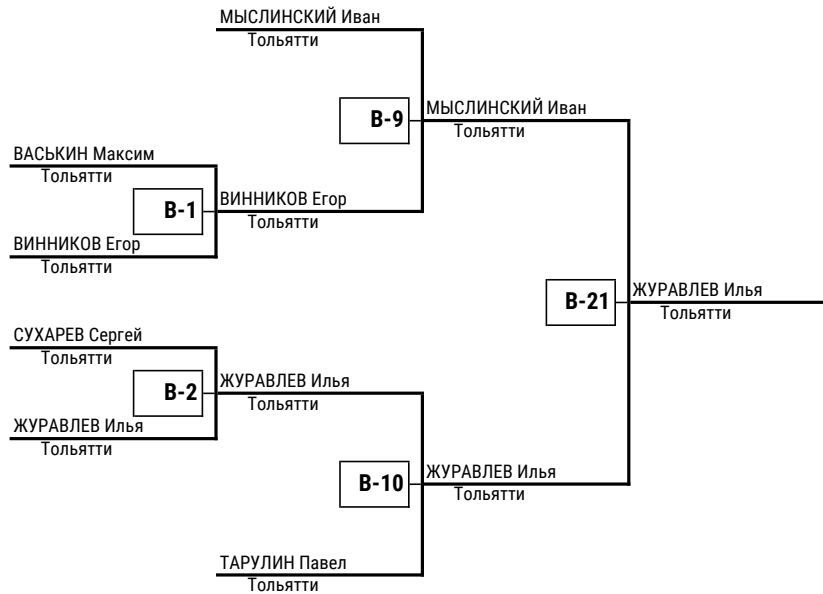 МЫСЛИНСКИЙ Иван
Тольятти
B-9
МЫСЛИНСКИЙ Иван
Тольятти
ВАСЬКИН Максим
Тольятти
B-1
ВИННИКОВ Егор
Тольятти
ВИННИКОВ Егор
Тольятти
B-21
ЖУРАВЛЕВ Илья
Тольятти
СУХАРЕВ Сергей
Тольятти
B-2
ЖУРАВЛЕВ Илья
Тольятти
ЖУРАВЛЕВ Илья
Тольятти
B-10
ЖУРАВЛЕВ Илья
Тольятти
ТАРУЛИН Павел
Тольятти